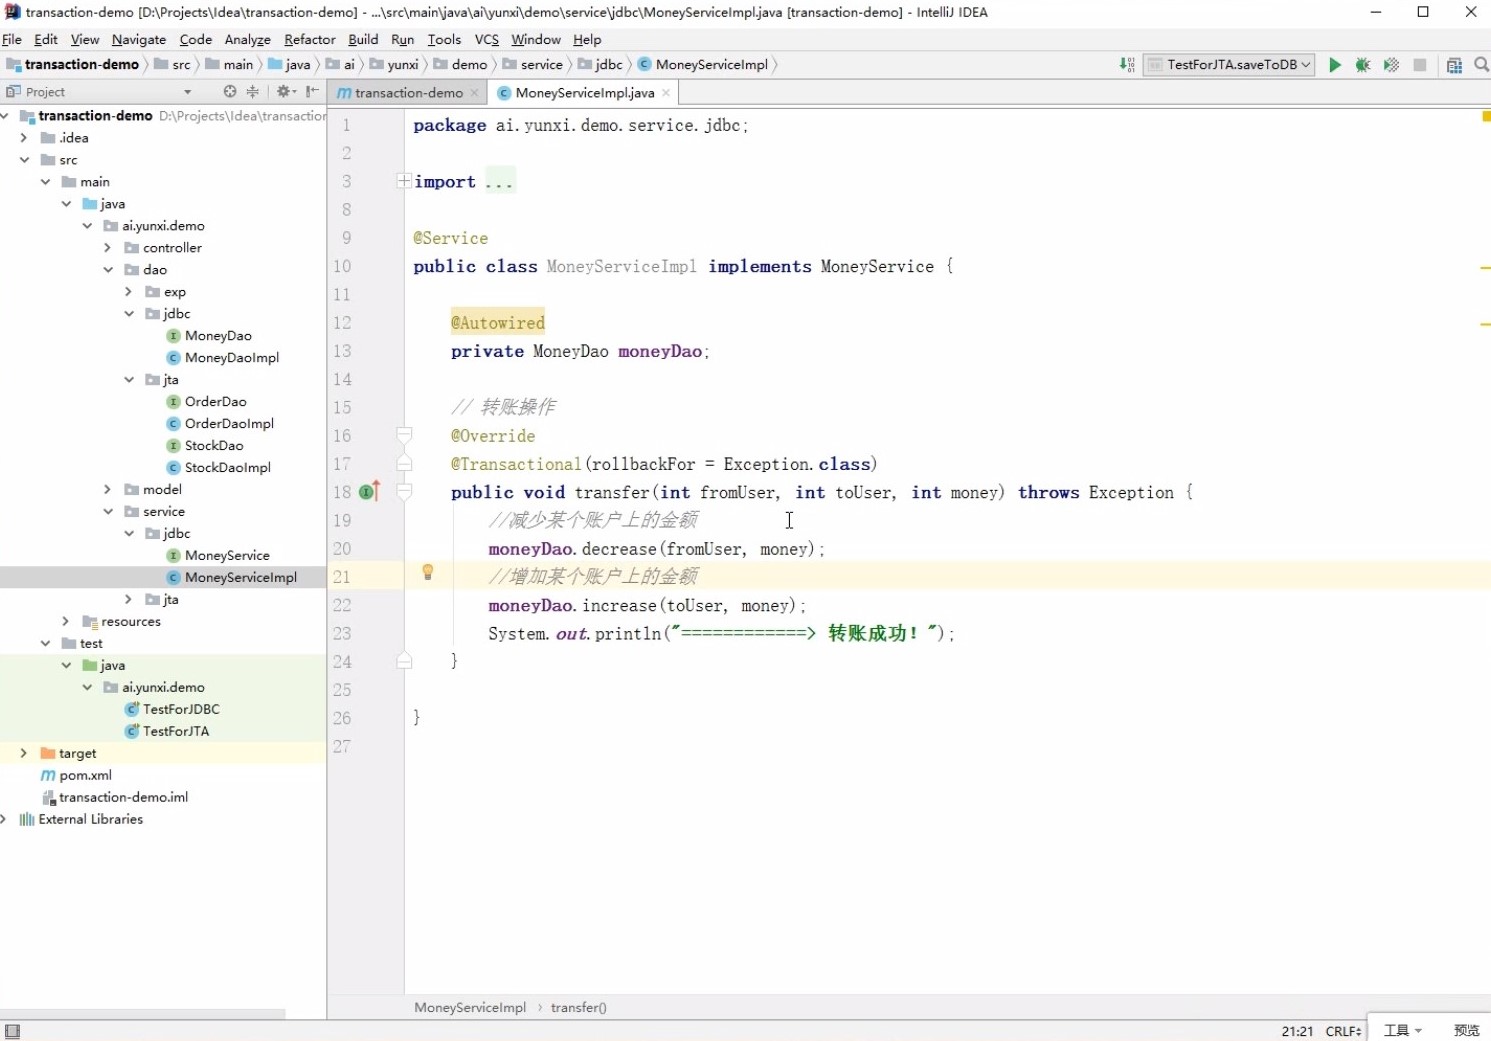 transaction-demo [D:\Projects\Idea\transaction-demo] - ...\src\main\java\ai\yunxi\demo\service\jdbc\MoneyServiceImpl.java [transaction-demo] - IntelliJ IDEA
File Edit View Navigate Code Analyze Refactor Build Run Tools VCS Window Help
transaction-demo src main java ai yunxi demo service jdbc MoneyServiceImpl TestForJTA.saveToDB
Project
transaction-demo MoneyServiceImpl.java
transaction-demo D:\Projects\Idea\transaction
.idea
src
main
java
ai.yunxi.demo
controller
dao
exp
jdbc
MoneyDao
MoneyDaoImpl
jta
OrderDao
OrderDaoImpl
StockDao
StockDaoImpl
model
service
jdbc
MoneyService
MoneyServiceImpl
jta
resources
test
java
ai.yunxi.demo
TestForJDBC
TestForJTA
target
pom.xml
transaction-demo.iml
External Libraries
1 package ai.yunxi.demo.service.jdbc;
2
3 import ...
8
9 @Service
10 public class MoneyServiceImpl implements MoneyService {
11
12 @Autowired
13 private MoneyDao moneyDao;
14
15 // 转账操作
16 @Override
17 @Transactional(rollbackFor = Exception.class)
18 public void transfer(int fromUser, int toUser, int money) throws Exception {
19 //减少某个账户上的金额
20 moneyDao.decrease(fromUser, money);
21 //增加某个账户上的金额
22 moneyDao.increase(toUser, money);
23 System.out.println("============> 转账成功！");
24 }
25
26 }
27
MoneyServiceImpl › transfer()
21:21 CRLF 工具 预览